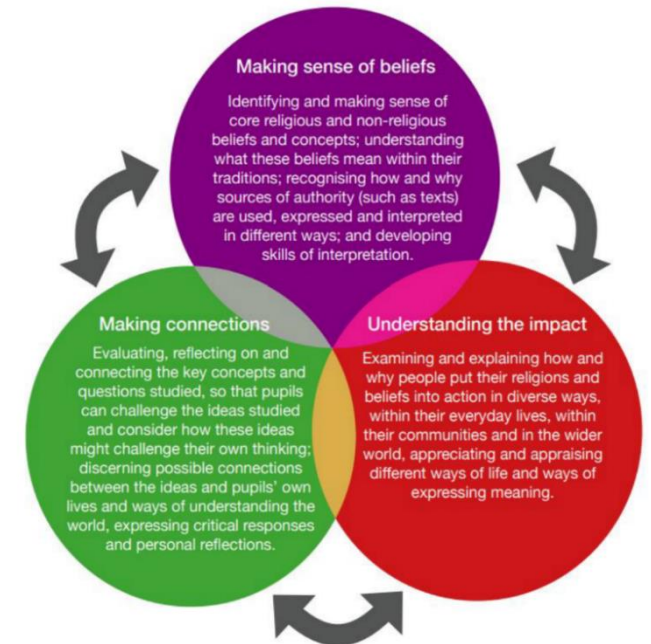 Making sense of beliefs
Identifying and making sense of
core religious and non-religious
beliefs and concepts; understanding
what these beliefs mean within their
traditions; recognising how and why
sources of authority (such as texts)
are used, expressed and interpreted
in different ways; and developing
skills of interpretation.
Making connections
Evaluating, reflecting on and
connecting the key concepts and
questions studied, so that pupils
can challenge the ideas studied
and consider how these ideas
might challenge their own thinking;
discerning possible connections
between the ideas and pupils' own
lives and ways of understanding the
world, expressing critical responses
and personal reflections.
Understanding the impact
Examining and explaining how and
why people put their religions and
beliefs into action in diverse ways,
within their everyday lives, within
their communities and in the wider
world, appreciating and appraising
different ways of life and ways of
expressing meaning.